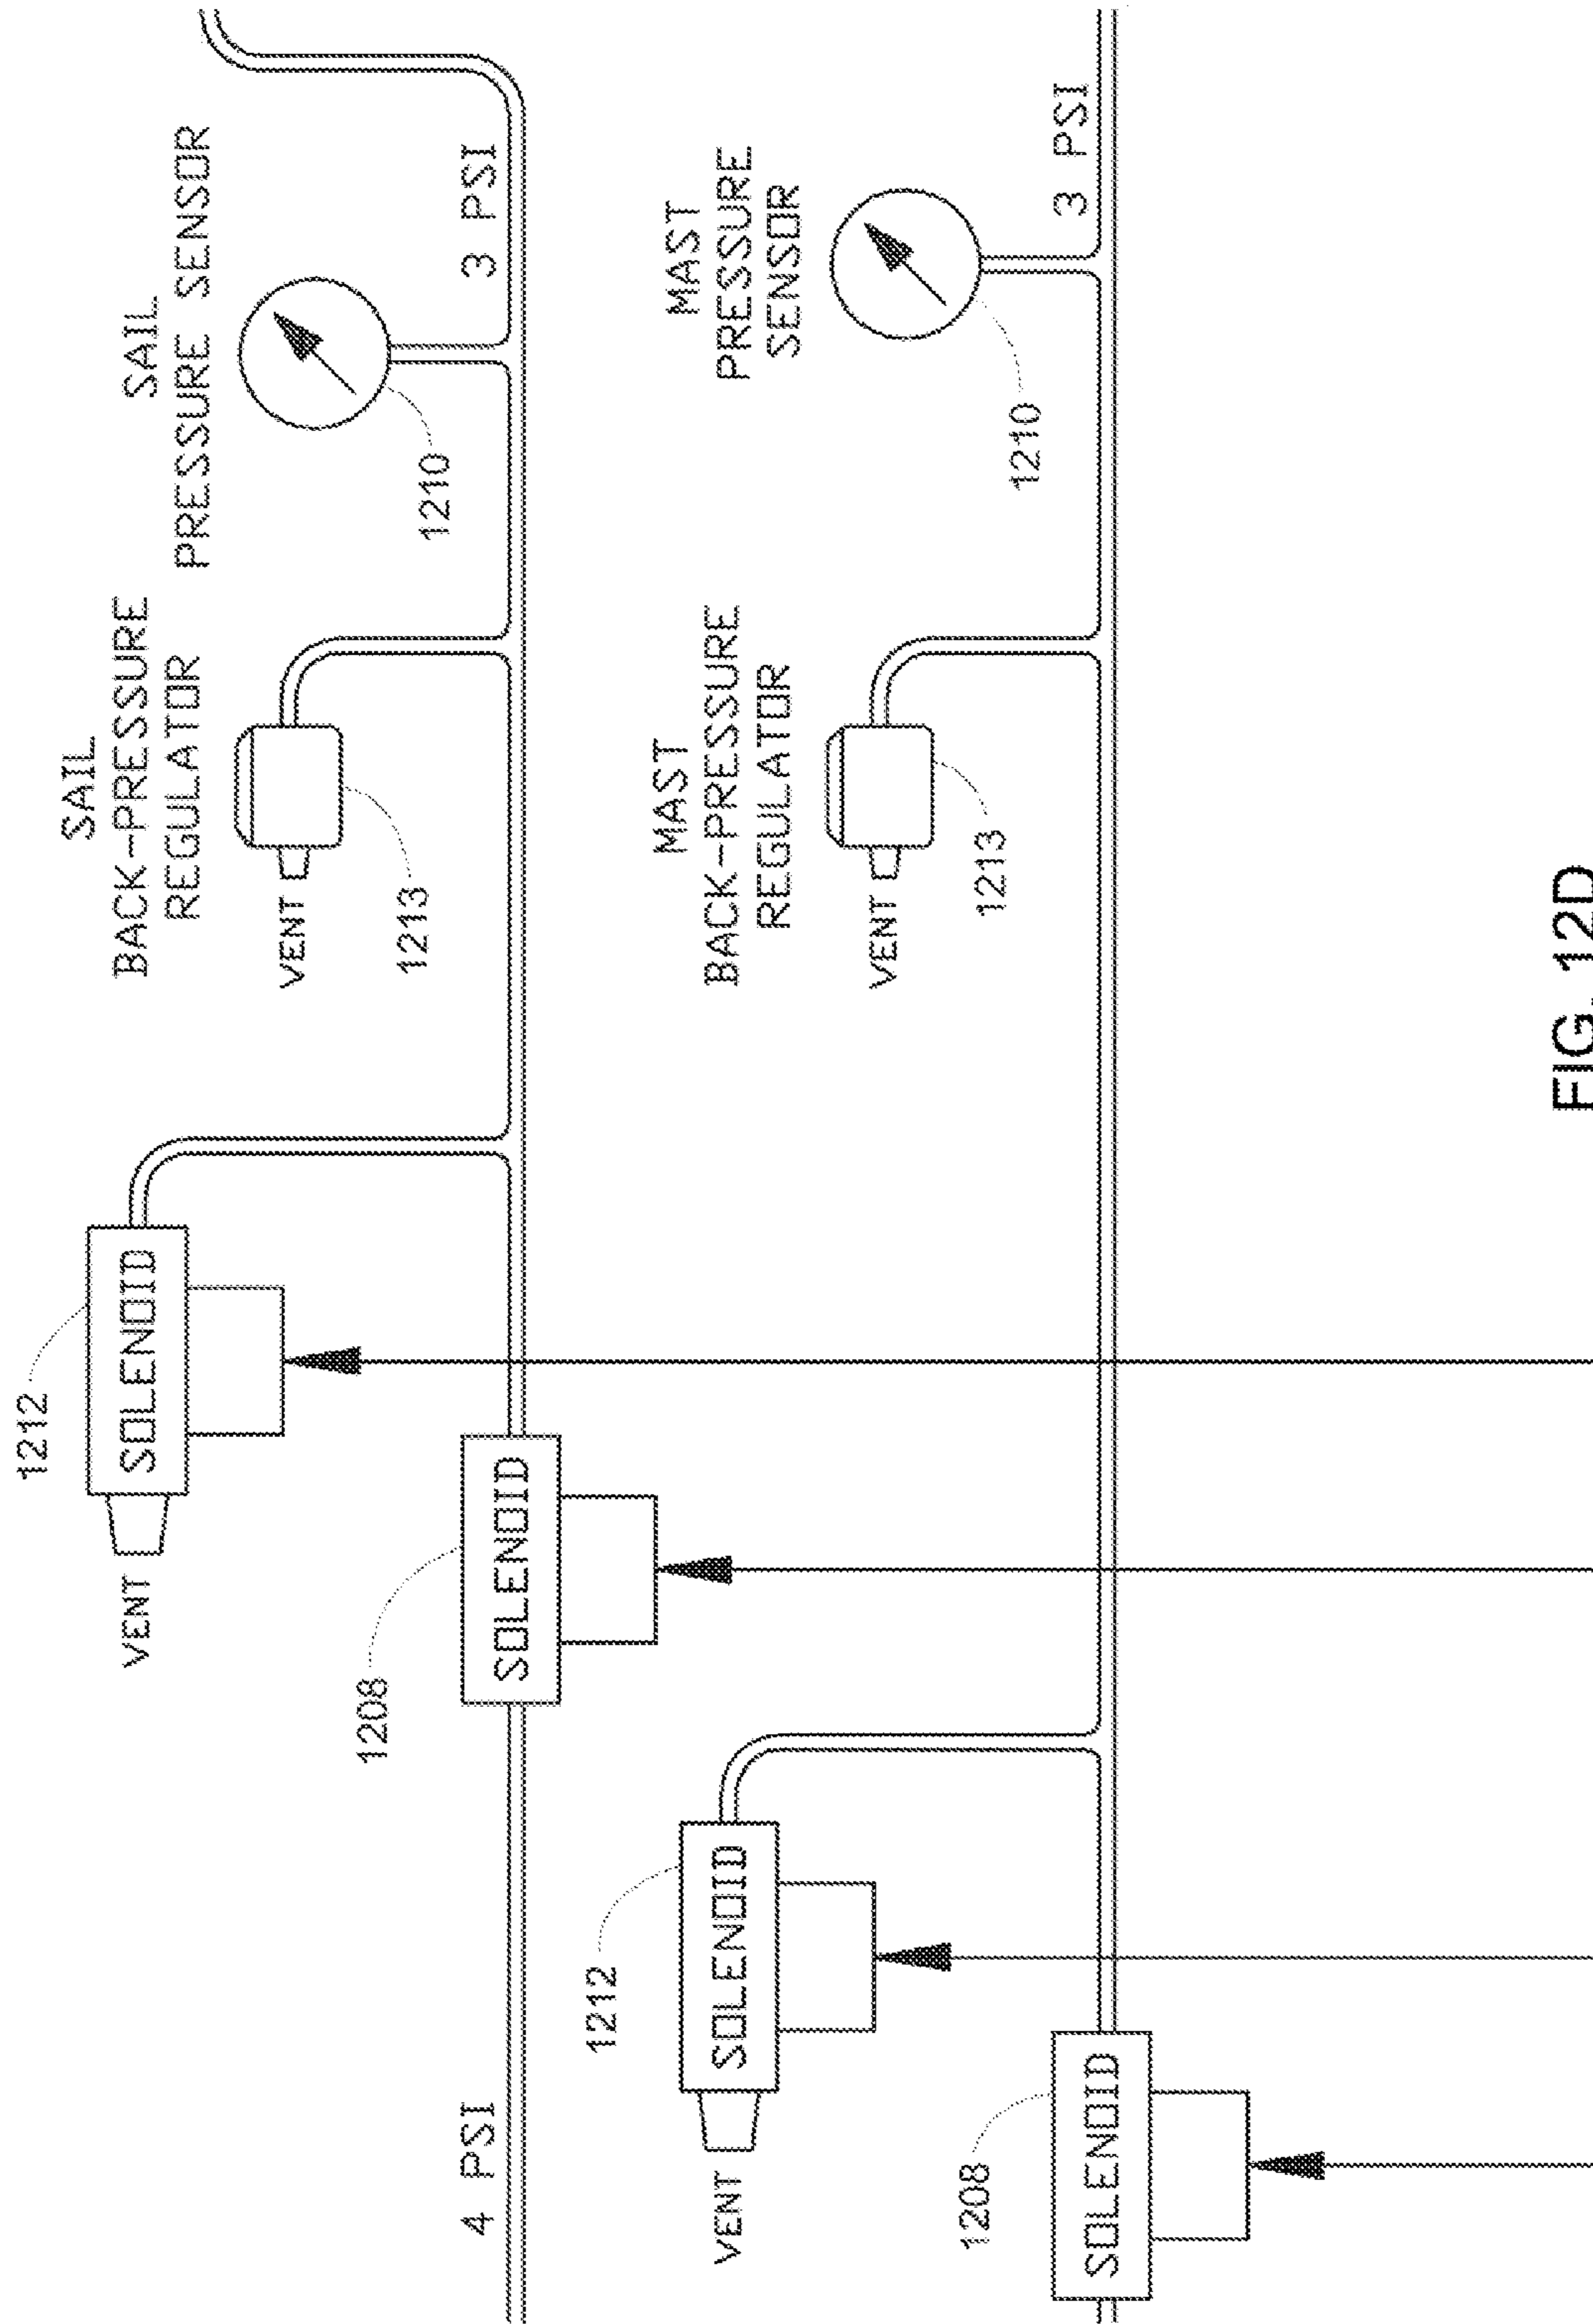 SAIL
PRESSURE SENSOR
SAIL
BACK-PRESSURE
REGULATOR
1212
SOLENOID
VENT
VENT
1213
1210
3 PSI
1208
SOLENOID
4 PSI
MAST
PRESSURE
SENSOR
MAST
BACK-PRESSURE
REGULATOR
1212
SOLENOID
VENT
VENT
1213
1210
3 PSI
1208
SOLENOID
FIG. 12D